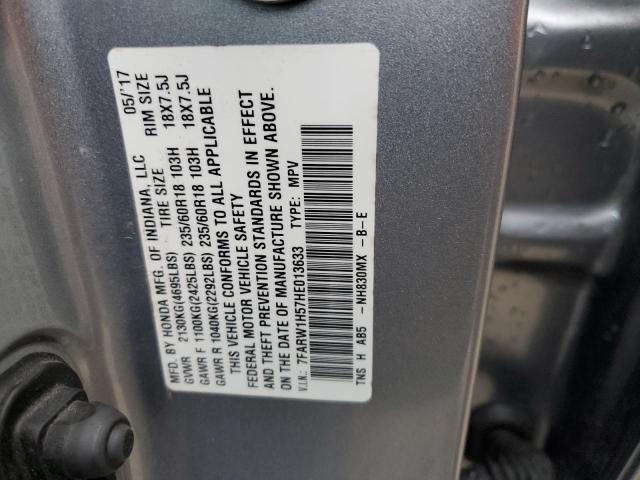 MFD. BY HONDA MFG. OF INDIANA, LLC 05/'17
TIRE SIZE RIM SIZE
GVWR 2130KG(4695LBS)
GAWR F 1100KG(2425LBS) 235/60R18 103H 18X7.5J
GAWR R 1040KG(2292LBS) 235/60R18 103H 18X7.5J
THIS VEHICLE CONFORMS TO ALL APPLICABLE
FEDERAL MOTOR VEHICLE SAFETY
AND THEFT PREVENTION STANDARDS IN EFFECT
ON THE DATE OF MANUFACTURE SHOWN ABOVE.
V.I.N.: 7FARW1H57HE013633 TYPE: MPV
TNS H AB5 -NH830MX -B-E